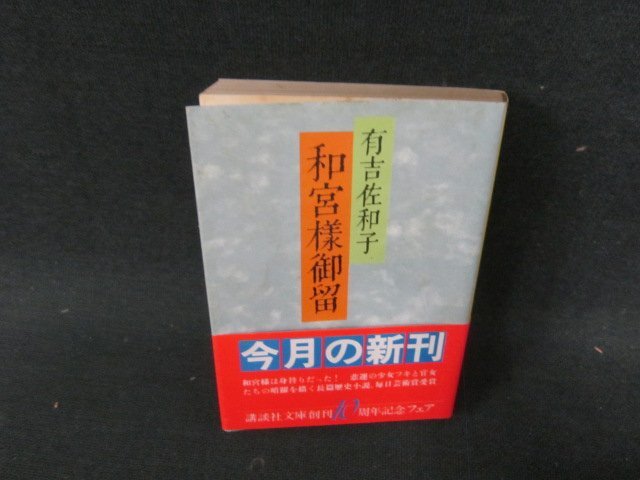 有吉佐和子
和宮様御留
今月の新刊
和宮様は身替りだった！ 悲運の少女フキと官女
たちの暗躍を描く長篇歴史小説。毎日芸術賞受賞
講談社文庫創刊10周年記念フェア